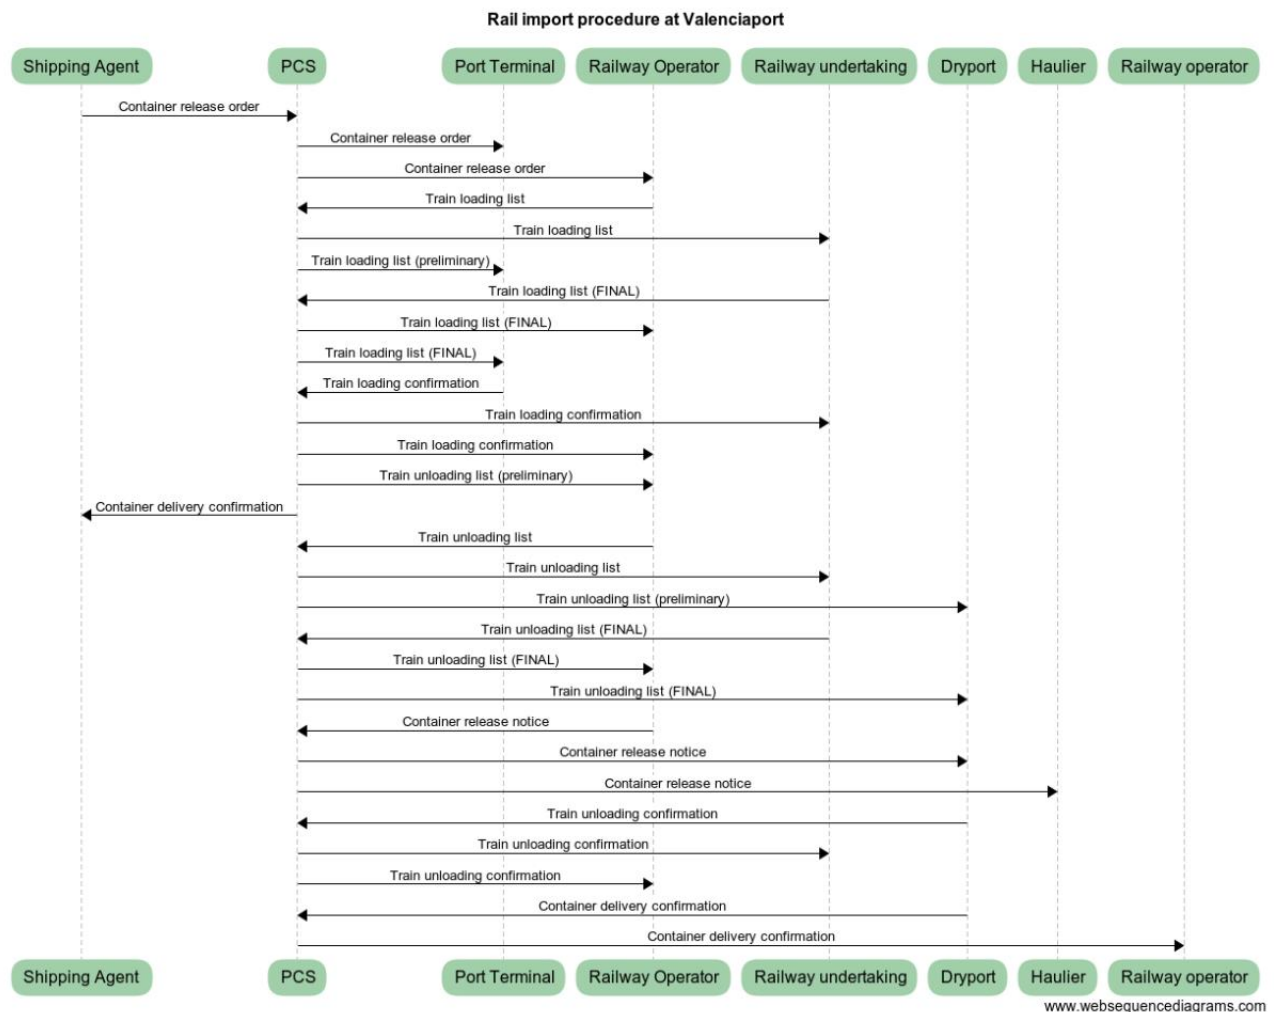 Rail import procedure at Valenciaport
Shipping Agent PCS Port Terminal Railway Operator Railway undertaking Dryport Haulier Railway operator
Container release order
Container release order
Container release order
Train loading list
Train loading list
Train loading list (preliminary)
Train loading list (FINAL)
Train loading list (FINAL)
Train loading list (FINAL)
Train loading confirmation
Train loading confirmation
Train loading confirmation
Train unloading list (preliminary)
Container delivery confirmation
Train unloading list
Train unloading list
Train unloading list (preliminary)
Train unloading list (FINAL)
Train unloading list (FINAL)
Train unloading list (FINAL)
Container release notice
Container release notice
Container release notice
Train unloading confirmation
Train unloading confirmation
Train unloading confirmation
Container delivery confirmation
Container delivery confirmation
Shipping Agent PCS Port Terminal Railway Operator Railway undertaking Dryport Haulier Railway operator
www.websequencediagrams.com